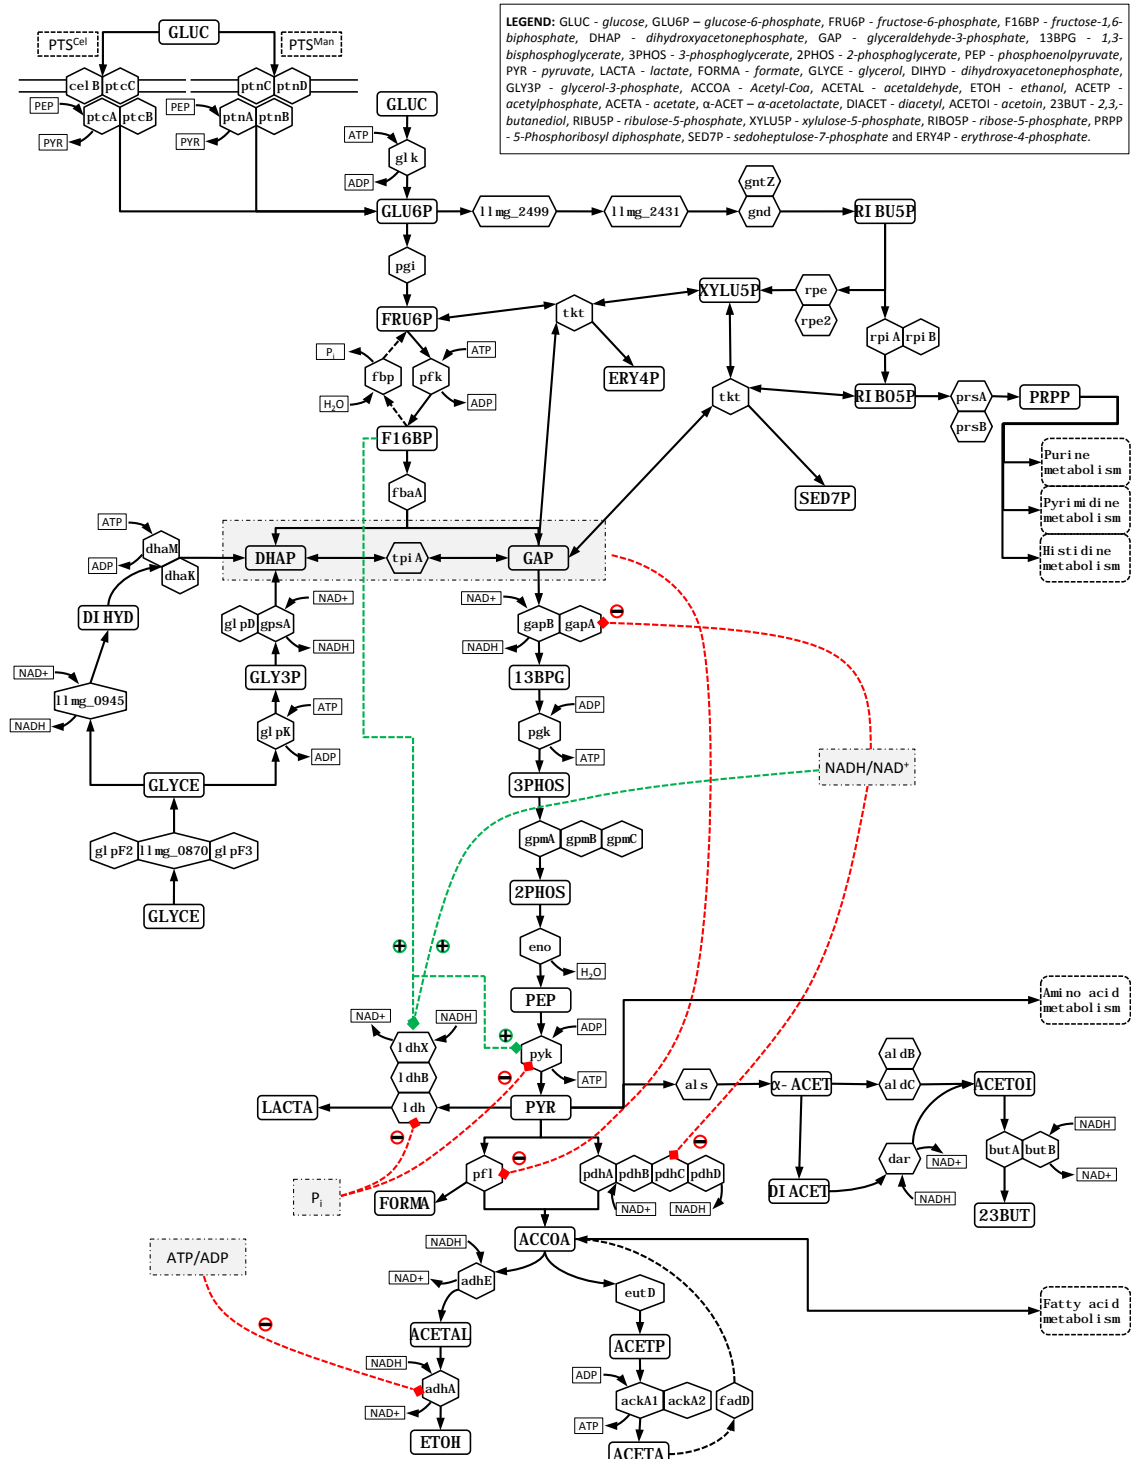 LEGEND: GLUC - glucose, GLU6P – glucose-6-phosphate, FRU6P - fructose-6-phosphate, F16BP - fructose-1,6-
biphosphate, DHAP - dihydroxyacetonephosphate, GAP - glyceraldehyde-3-phosphate, 13BPG - 1,3-
bisphosphoglycerate, 3PHOS - 3-phosphoglycerate, 2PHOS - 2-phosphoglycerate, PEP - phosphoenolpyruvate,
PYR - pyruvate, LACTA - lactate, FORMA - formate, GLYCE - glycerol, DIHYD - dihydroxyacetonephosphate,
GLY3P - glycerol-3-phosphate, ACCOA - Acetyl-Coa, ACETAL - acetaldehyde, ETOH - ethanol, ACETP -
acetylphosphate, ACETA - acetate, α-ACET – α-acetolactate, DIACET - diacetyl, ACETOI - acetoin, 23BUT - 2,3,-
butanediol, RIBU5P - ribulose-5-phosphate, XYLU5P - xylulose-5-phosphate, RIBO5P - ribose-5-phosphate, PRPP
- 5-Phosphoribosyl diphosphate, SED7P - sedoheptulose-7-phosphate and ERY4P - erythrose-4-phosphate.
PTSCel
GLUC
PTSMan
celB ptcC
ptnC ptnD
PEP
ptcA ptcB
PYR
PEP
ptnA ptnB
PYR
GLUC
ATP
glk
ADP
GLU6P
llmg_2499
llmg_2431
gntZ
gnd
RIBU5P
pgi
XYLU5P
rpe
rpe2
FRU6P
tkt
rpiA rpiB
Pi
ATP
fbp
pfk
H2O
ADP
ERY4P
tkt
RIBO5P
prsA
prsB
PRPP
F16BP
Purine
metabolism
fbaA
SED7P
Pyrimidine
metabolism
ATP
dhaM
ADP
dhaK
DHAP
tpiA
GAP
Histidine
metabolism
DIHYD
NAD+
glpD gpsA
NADH
NAD+
gapB gapA
NADH
NAD+
llmg_0945
NADH
GLY3P
13BPG
ATP
glpK
ADP
ADP
pgk
ATP
NADH/NAD+
GLYCE
3PHOS
glpF2 llmg_0870 glpF3
gpmA gpmB gpmC
GLYCE
2PHOS
eno
H2O
PEP
Amino acid
metabolism
NAD+
NADH
ldhX
ldhB
ldh
ADP
pyk
ATP
LACTA
PYR
als
α-ACET
aldB
aldC
ACETOI
NADH
butA butB
NAD+
pfl
pdhA pdhB pdhC pdhD
NAD+
NADH
dar
NAD+
NADH
Pi
FORMA
DIACET
23BUT
ACCOA
ATP/ADP
NADH
NAD+
adhE
eutD
Fatty acid
metabolism
ACETAL
ACETP
NADH
adhA
NAD+
ADP
ackA1 ackA2
ATP
fadD
ETOH
ACETA